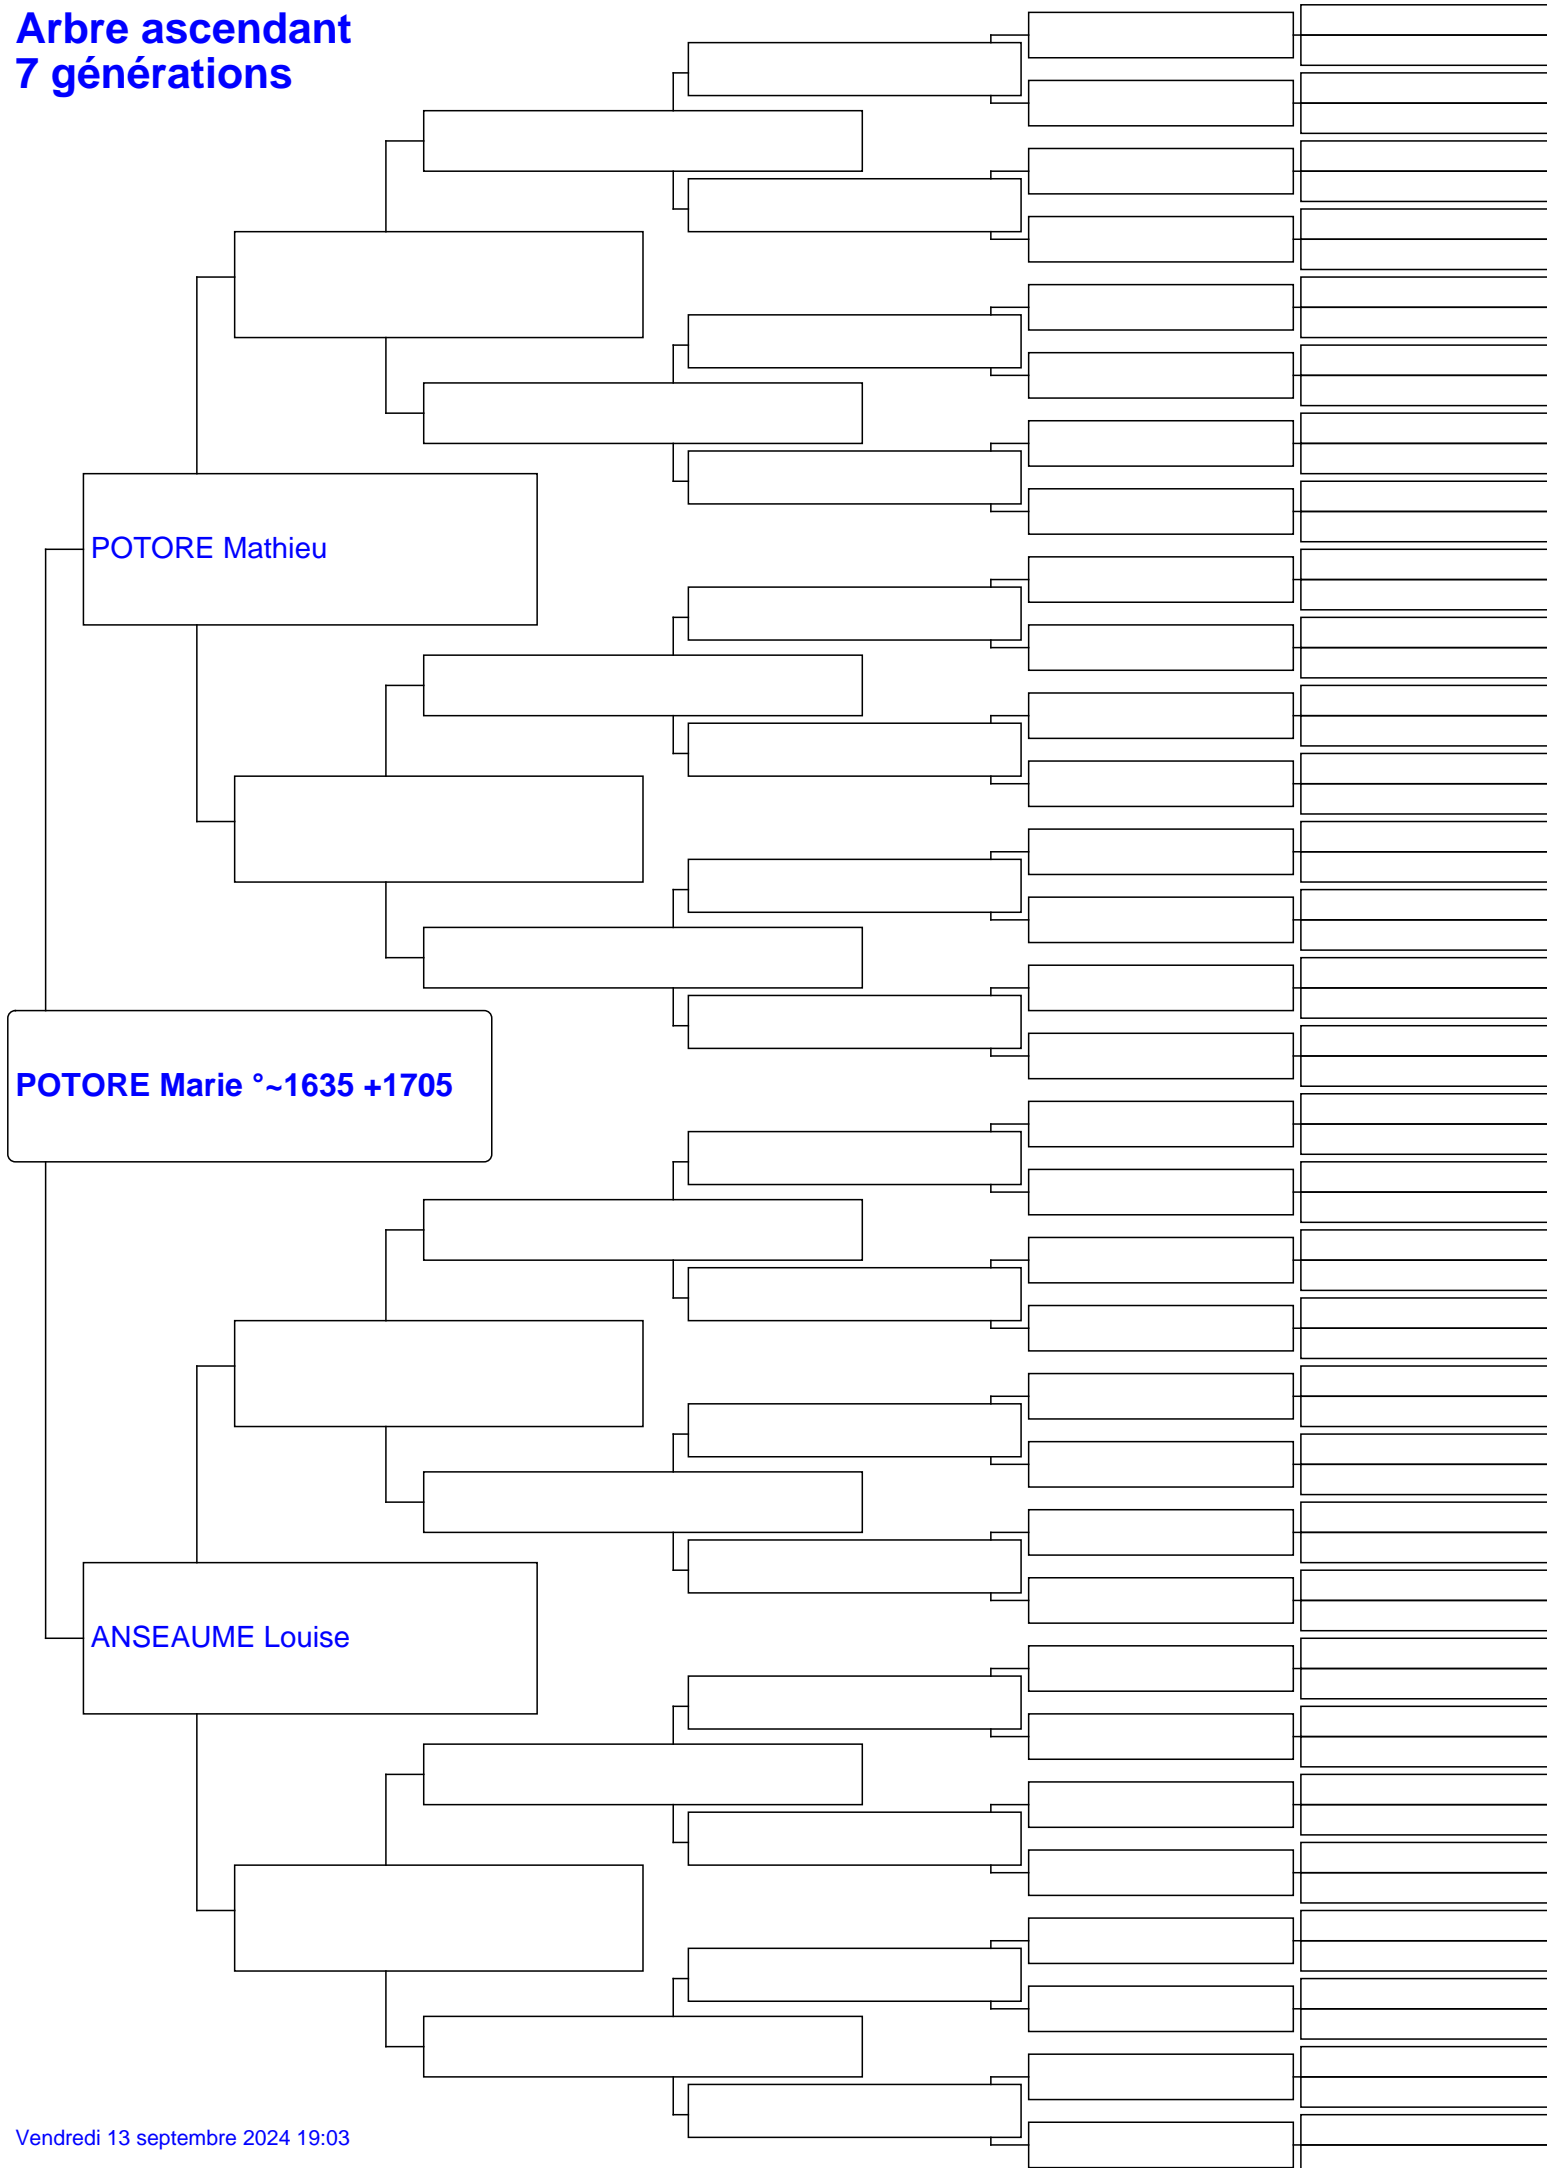 Arbre ascendant
7 générations
POTORE Mathieu
POTORE Marie °~1635 +1705
ANSEAUME Louise
Vendredi 13 septembre 2024 19:03